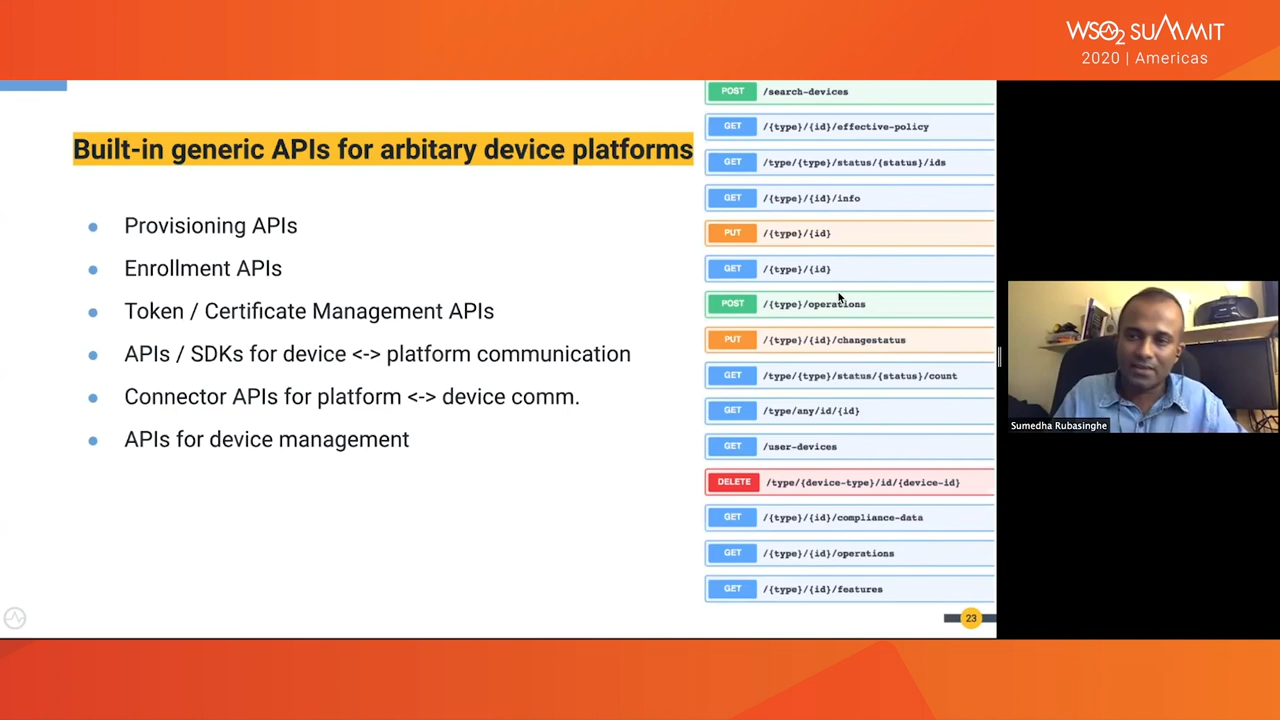 WSO2 SUMMIT
2020 | Americas
Built-in generic APIs for arbitary device platforms
Provisioning APIs
Enrollment APIs
Token / Certificate Management APIs
APIs / SDKs for device <-> platform communication
Connector APIs for platform <-> device comm.
APIs for device management
POST /search-devices
GET /{type}/{id}/effective-policy
GET /type/{type}/status/{status}/ids
GET /{type}/{id}/info
PUT /{type}/{id}
GET /{type}/{id}
POST /{type}/operations
PUT /{type}/{id}/changestatus
GET /type/{type}/status/{status}/count
GET /type/any/id/{id}
GET /user-devices
DELETE /type/{device-type}/id/{device-id}
GET /{type}/{id}/compliance-data
GET /{type}/{id}/operations
GET /{type}/{id}/features
23
Sumedha Rubasinghe